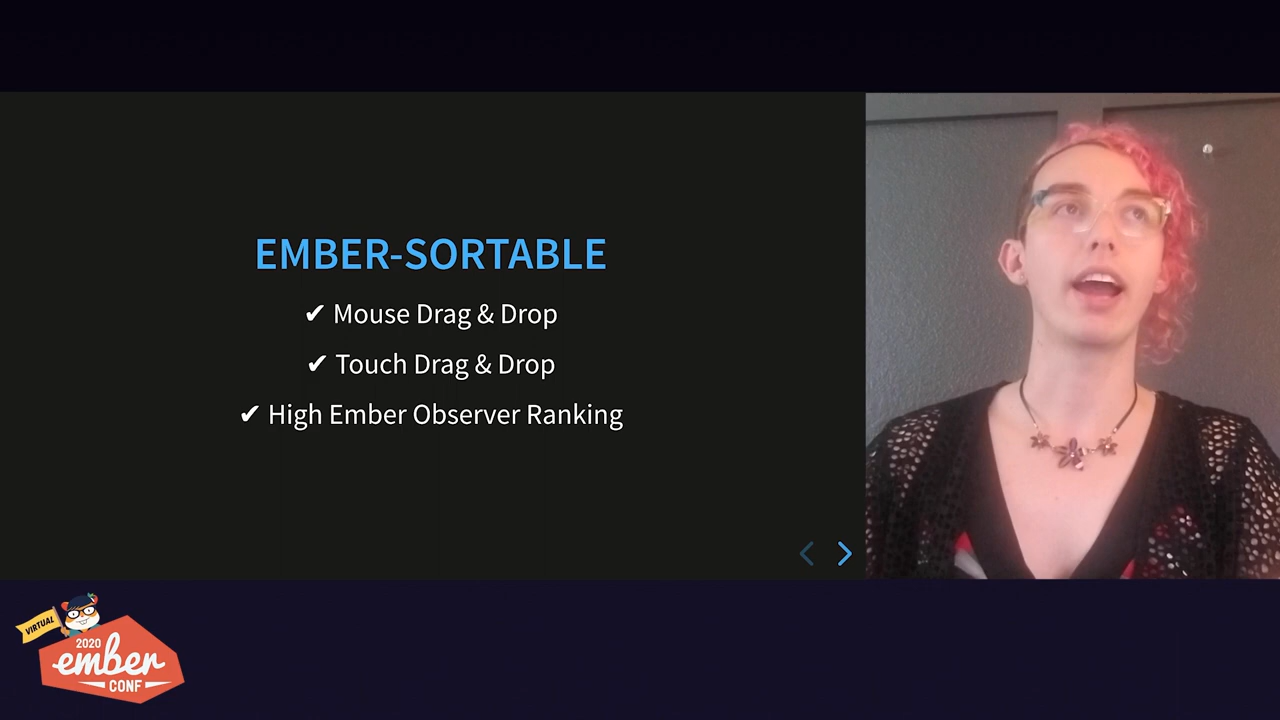 EMBER-SORTABLE
✔ Mouse Drag & Drop
✔ Touch Drag & Drop
✔ High Ember Observer Ranking
VIRTUAL
2020
ember
CONF